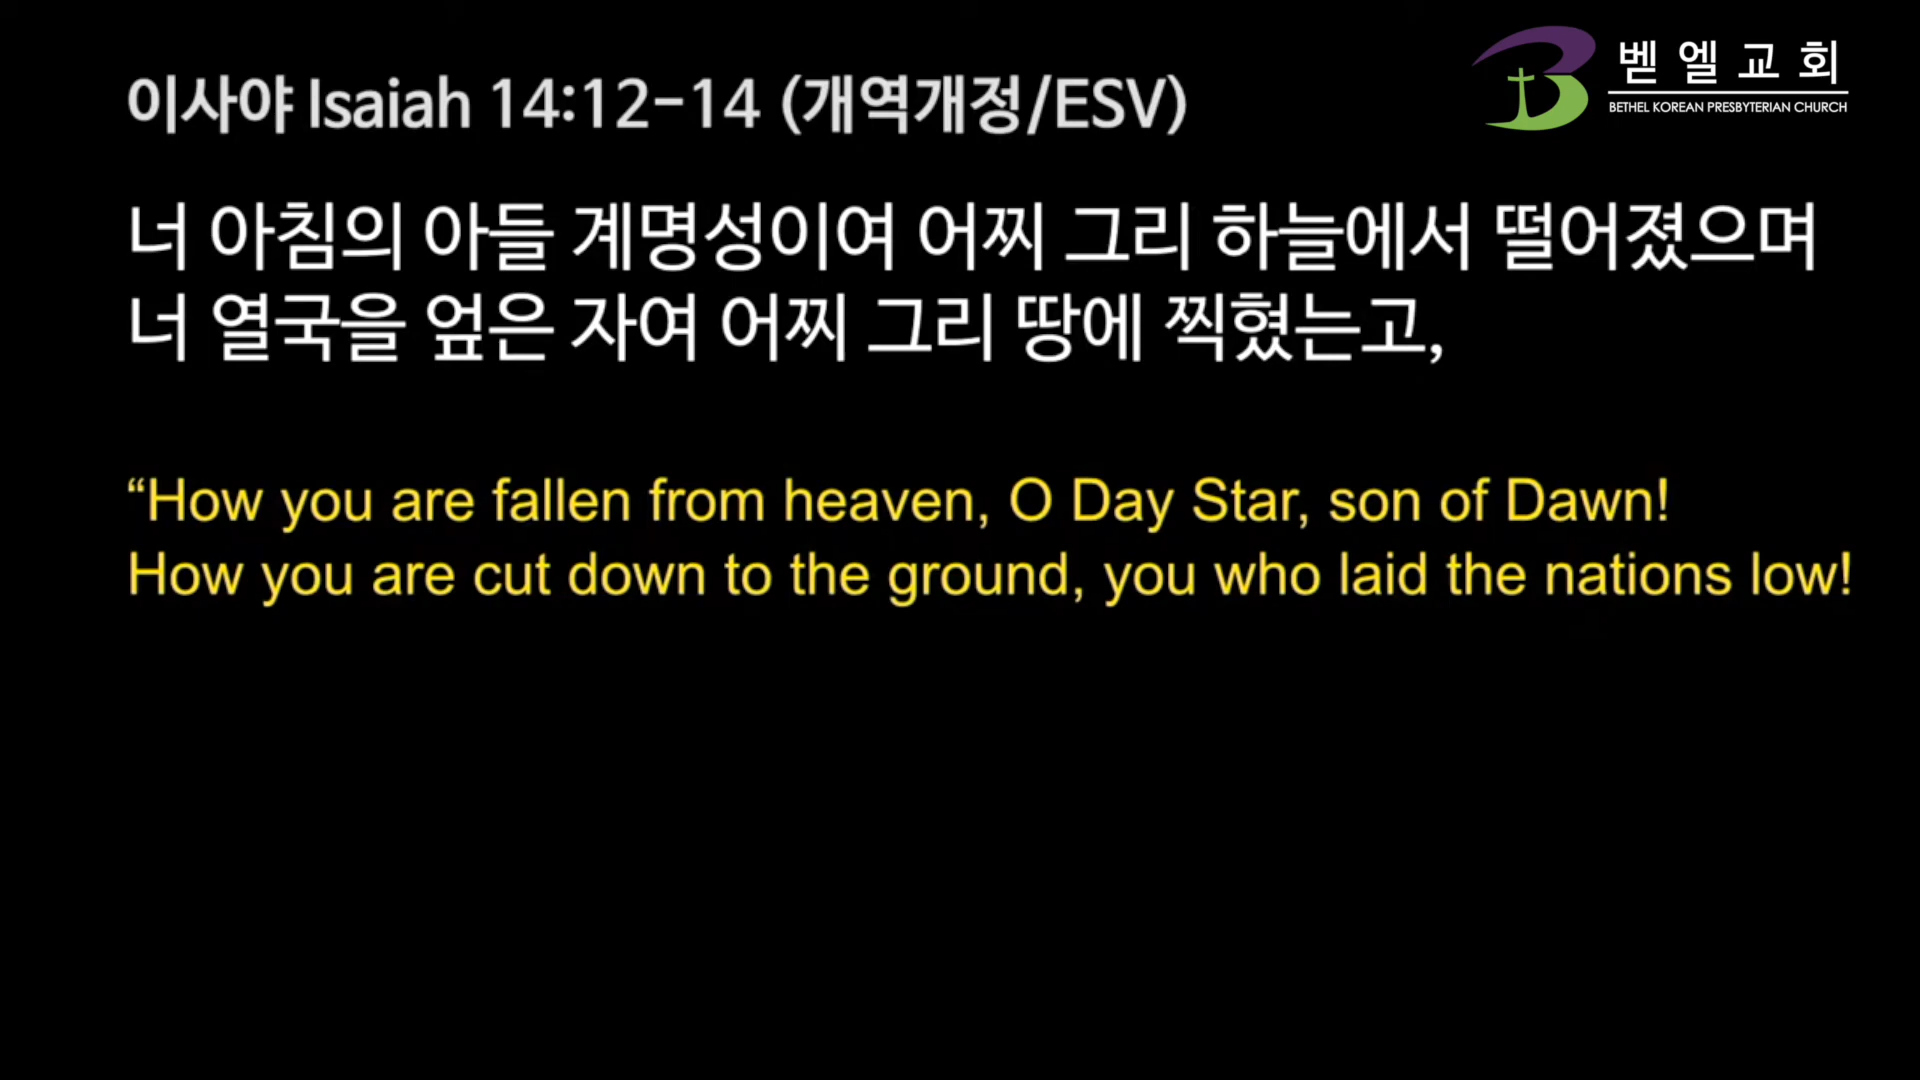 이사야 Isaiah 14:12-14 (개역개정/ESV)
벧엘교회
BETHEL KOREAN PRESBYTERIAN CHURCH
너 아침의 아들 계명성이여 어찌 그리 하늘에서 떨어졌으며
너 열국을 엎은 자여 어찌 그리 땅에 찍혔는고,
“How you are fallen from heaven, O Day Star, son of Dawn!
How you are cut down to the ground, you who laid the nations low!